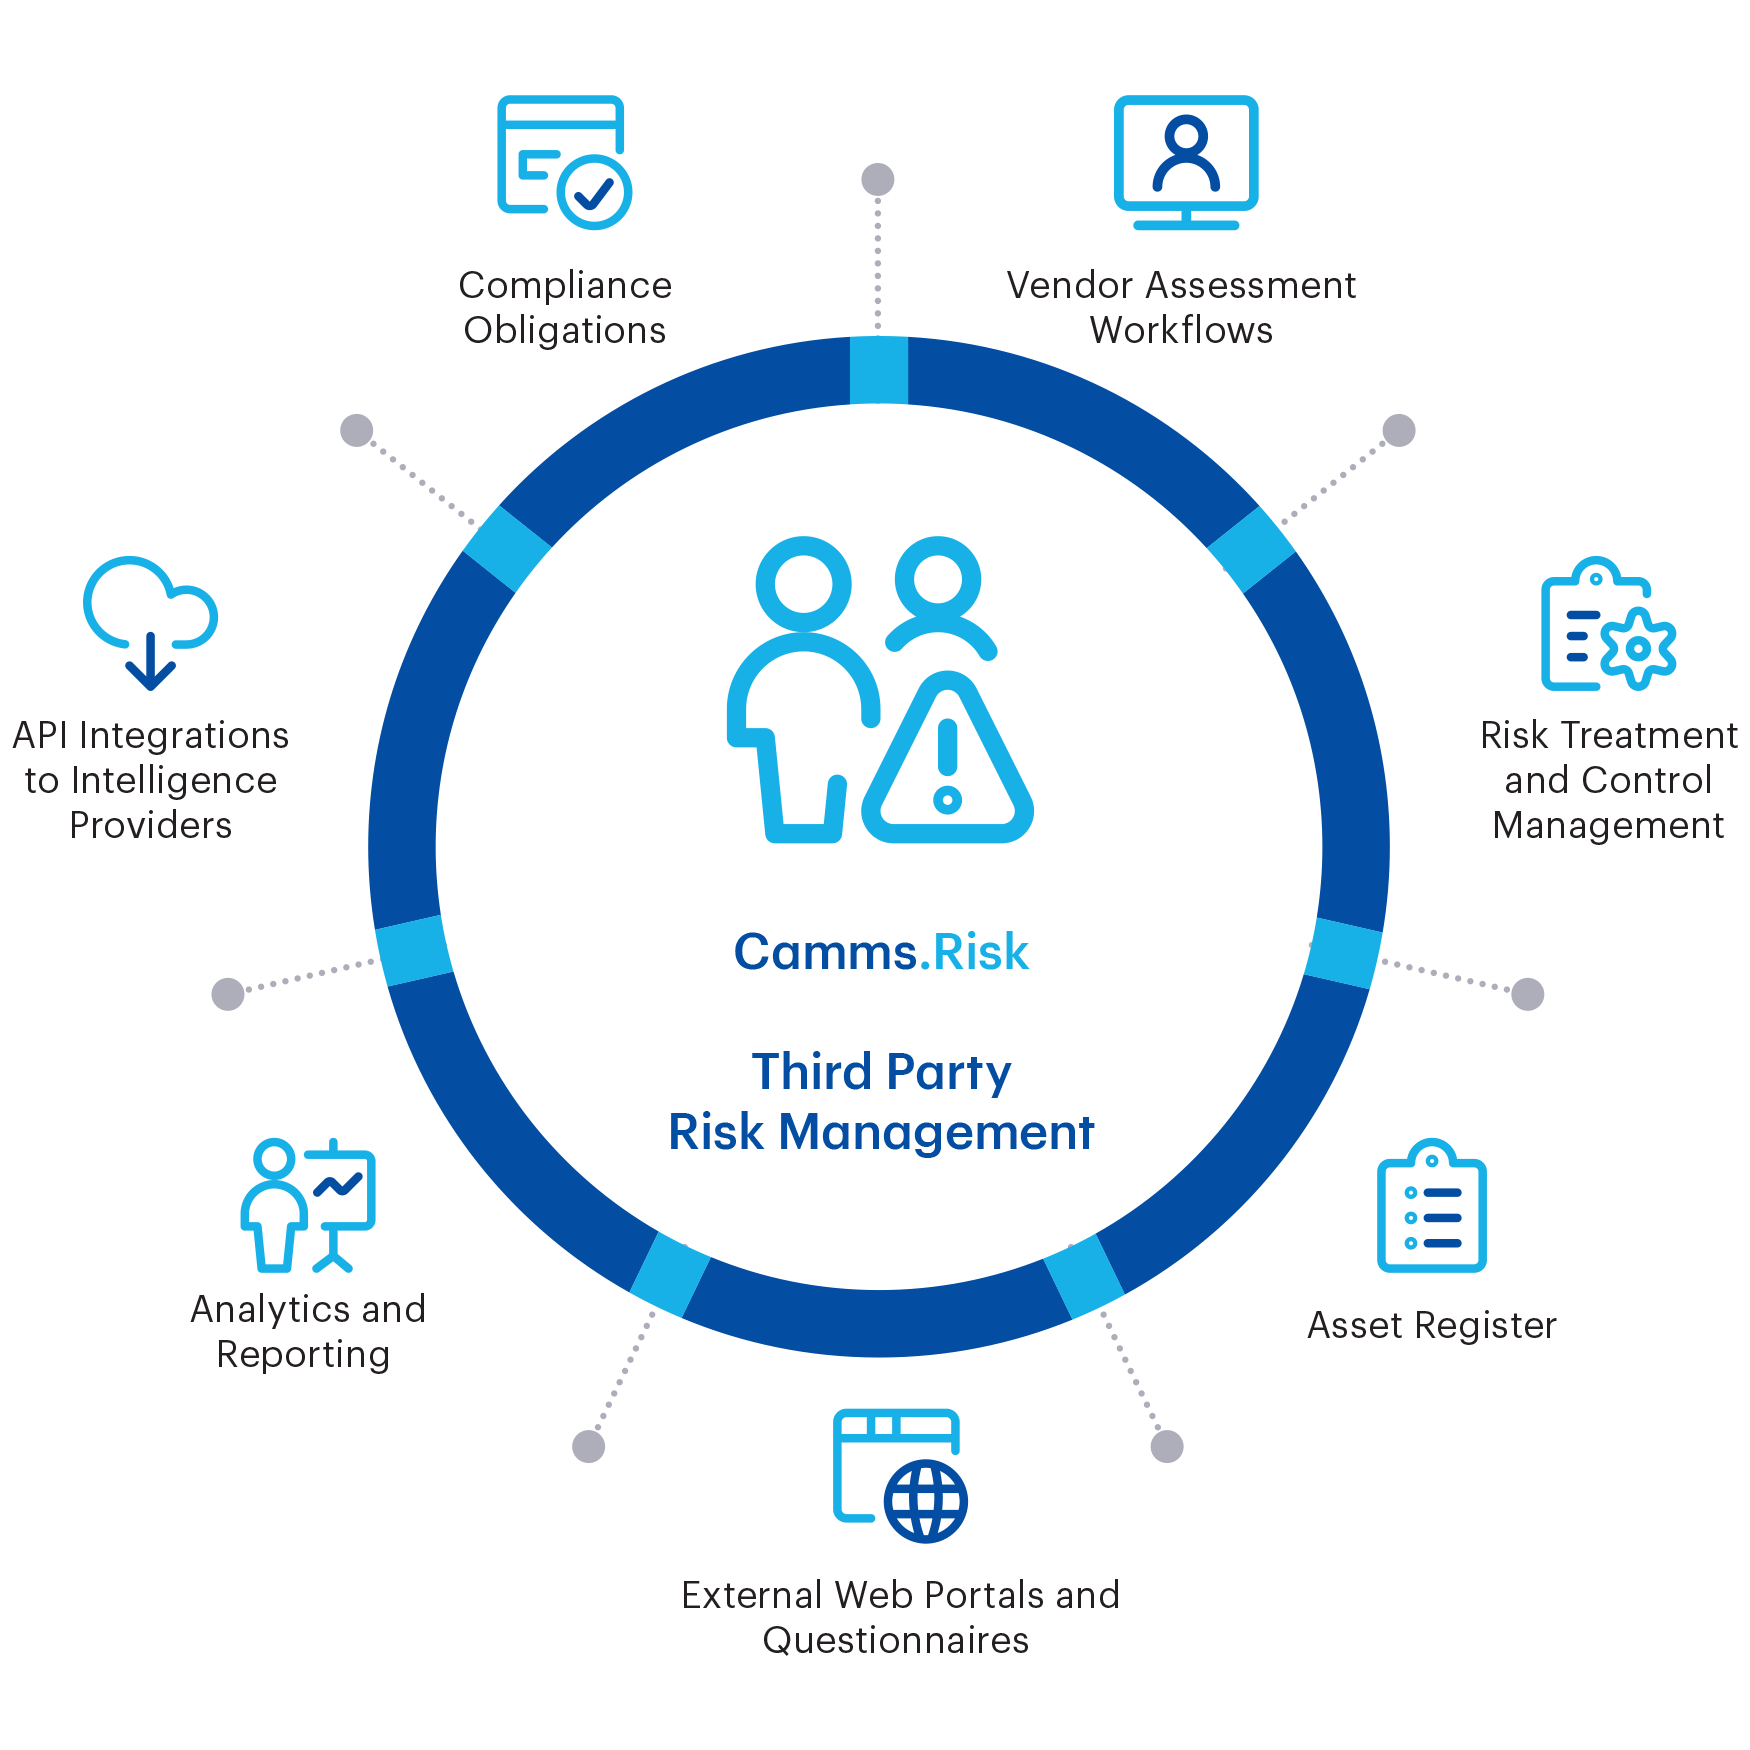 Compliance
Obligations
Vendor Assessment
Workflows
API Integrations
to Intelligence
Providers
Risk Treatment
and Control
Management
Camms.Risk
Third Party
Risk Management
Analytics and
Reporting
Asset Register
External Web Portals and
Questionnaires